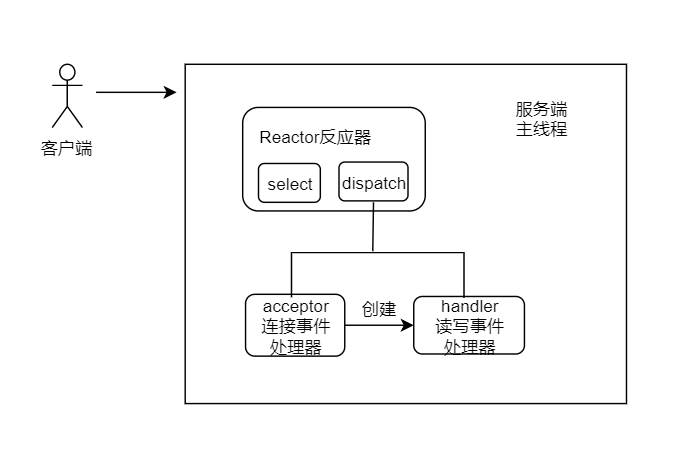 客户端
服务端
主线程
Reactor反应器
select
dispatch
acceptor
连接事件
处理器
创建
handler
读写事件
处理器